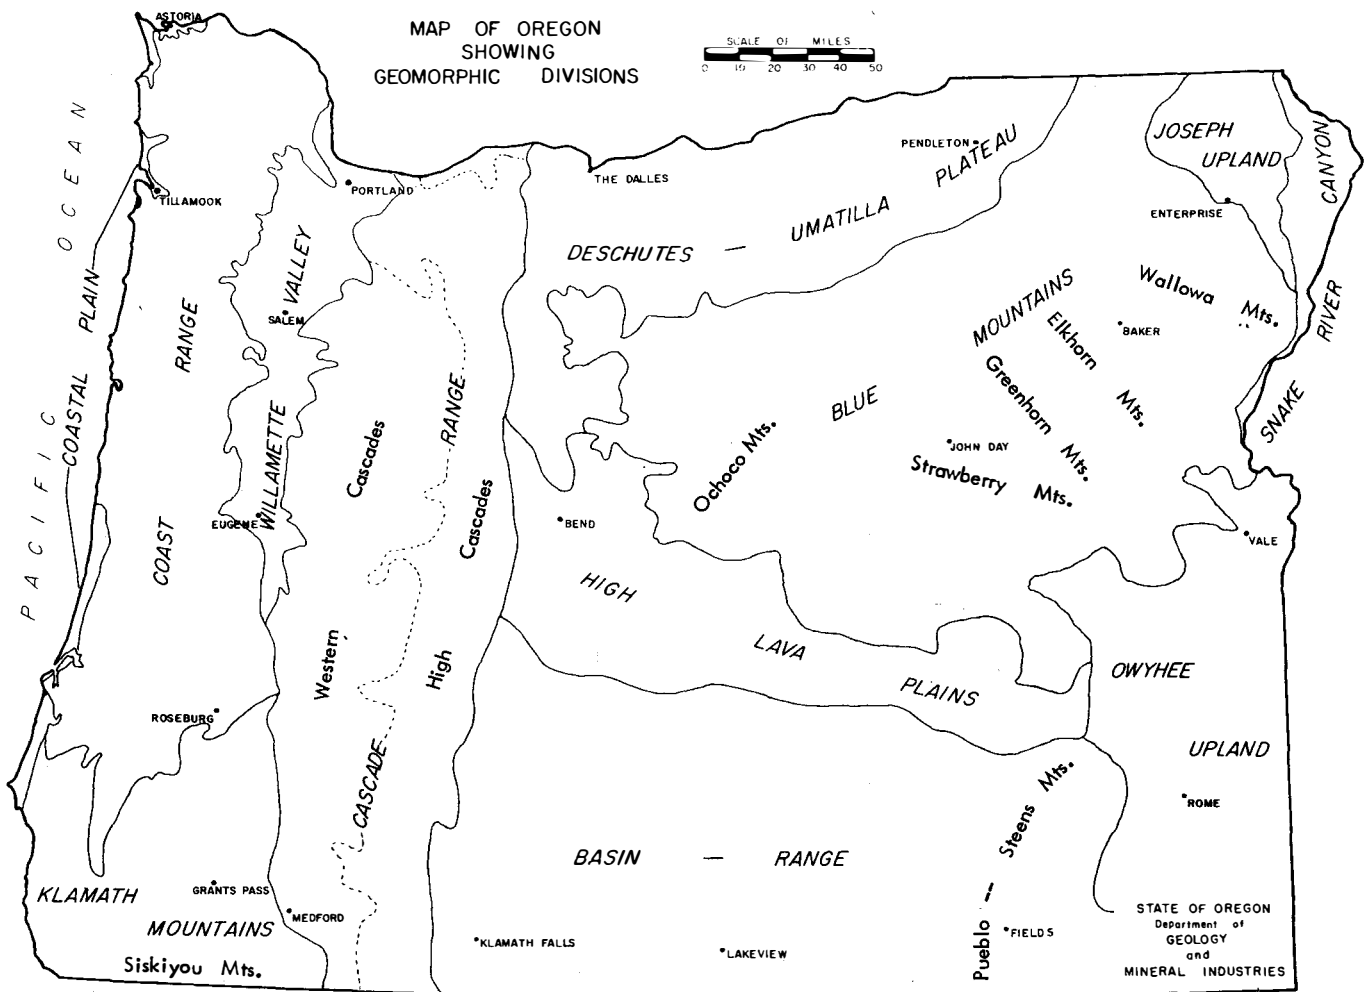 MAP OF OREGON
SHOWING
GEOMORPHIC DIVISIONS
SCALE OF MILES
0 10 20 30 40 50
ASTORIA
PACIFIC OCEAN
COASTAL PLAIN
TILLAMOOK
PORTLAND
THE DALLES
PENDLETON
DESCHUTES — UMATILLA PLATEAU
JOSEPH
UPLAND
ENTERPRISE
SNAKE RIVER CANYON
COAST RANGE
WILLAMETTE VALLEY
SALEM
EUGENE
CASCADE RANGE
Western Cascades
High Cascades
BLUE MOUNTAINS
Wallowa Mts.
Elkhorn Mts.
BAKER
Greenhorn Mts.
JOHN DAY
Strawberry Mts.
Ochoco Mts.
BEND
HIGH LAVA PLAINS
VALE
OWYHEE
UPLAND
ROME
ROSEBURG
KLAMATH
MOUNTAINS
GRANTS PASS
MEDFORD
Siskiyou Mts.
BASIN — RANGE
KLAMATH FALLS
LAKEVIEW
Pueblo -- Steens Mts.
FIELDS
STATE OF OREGON
Department of
GEOLOGY
and
MINERAL INDUSTRIES